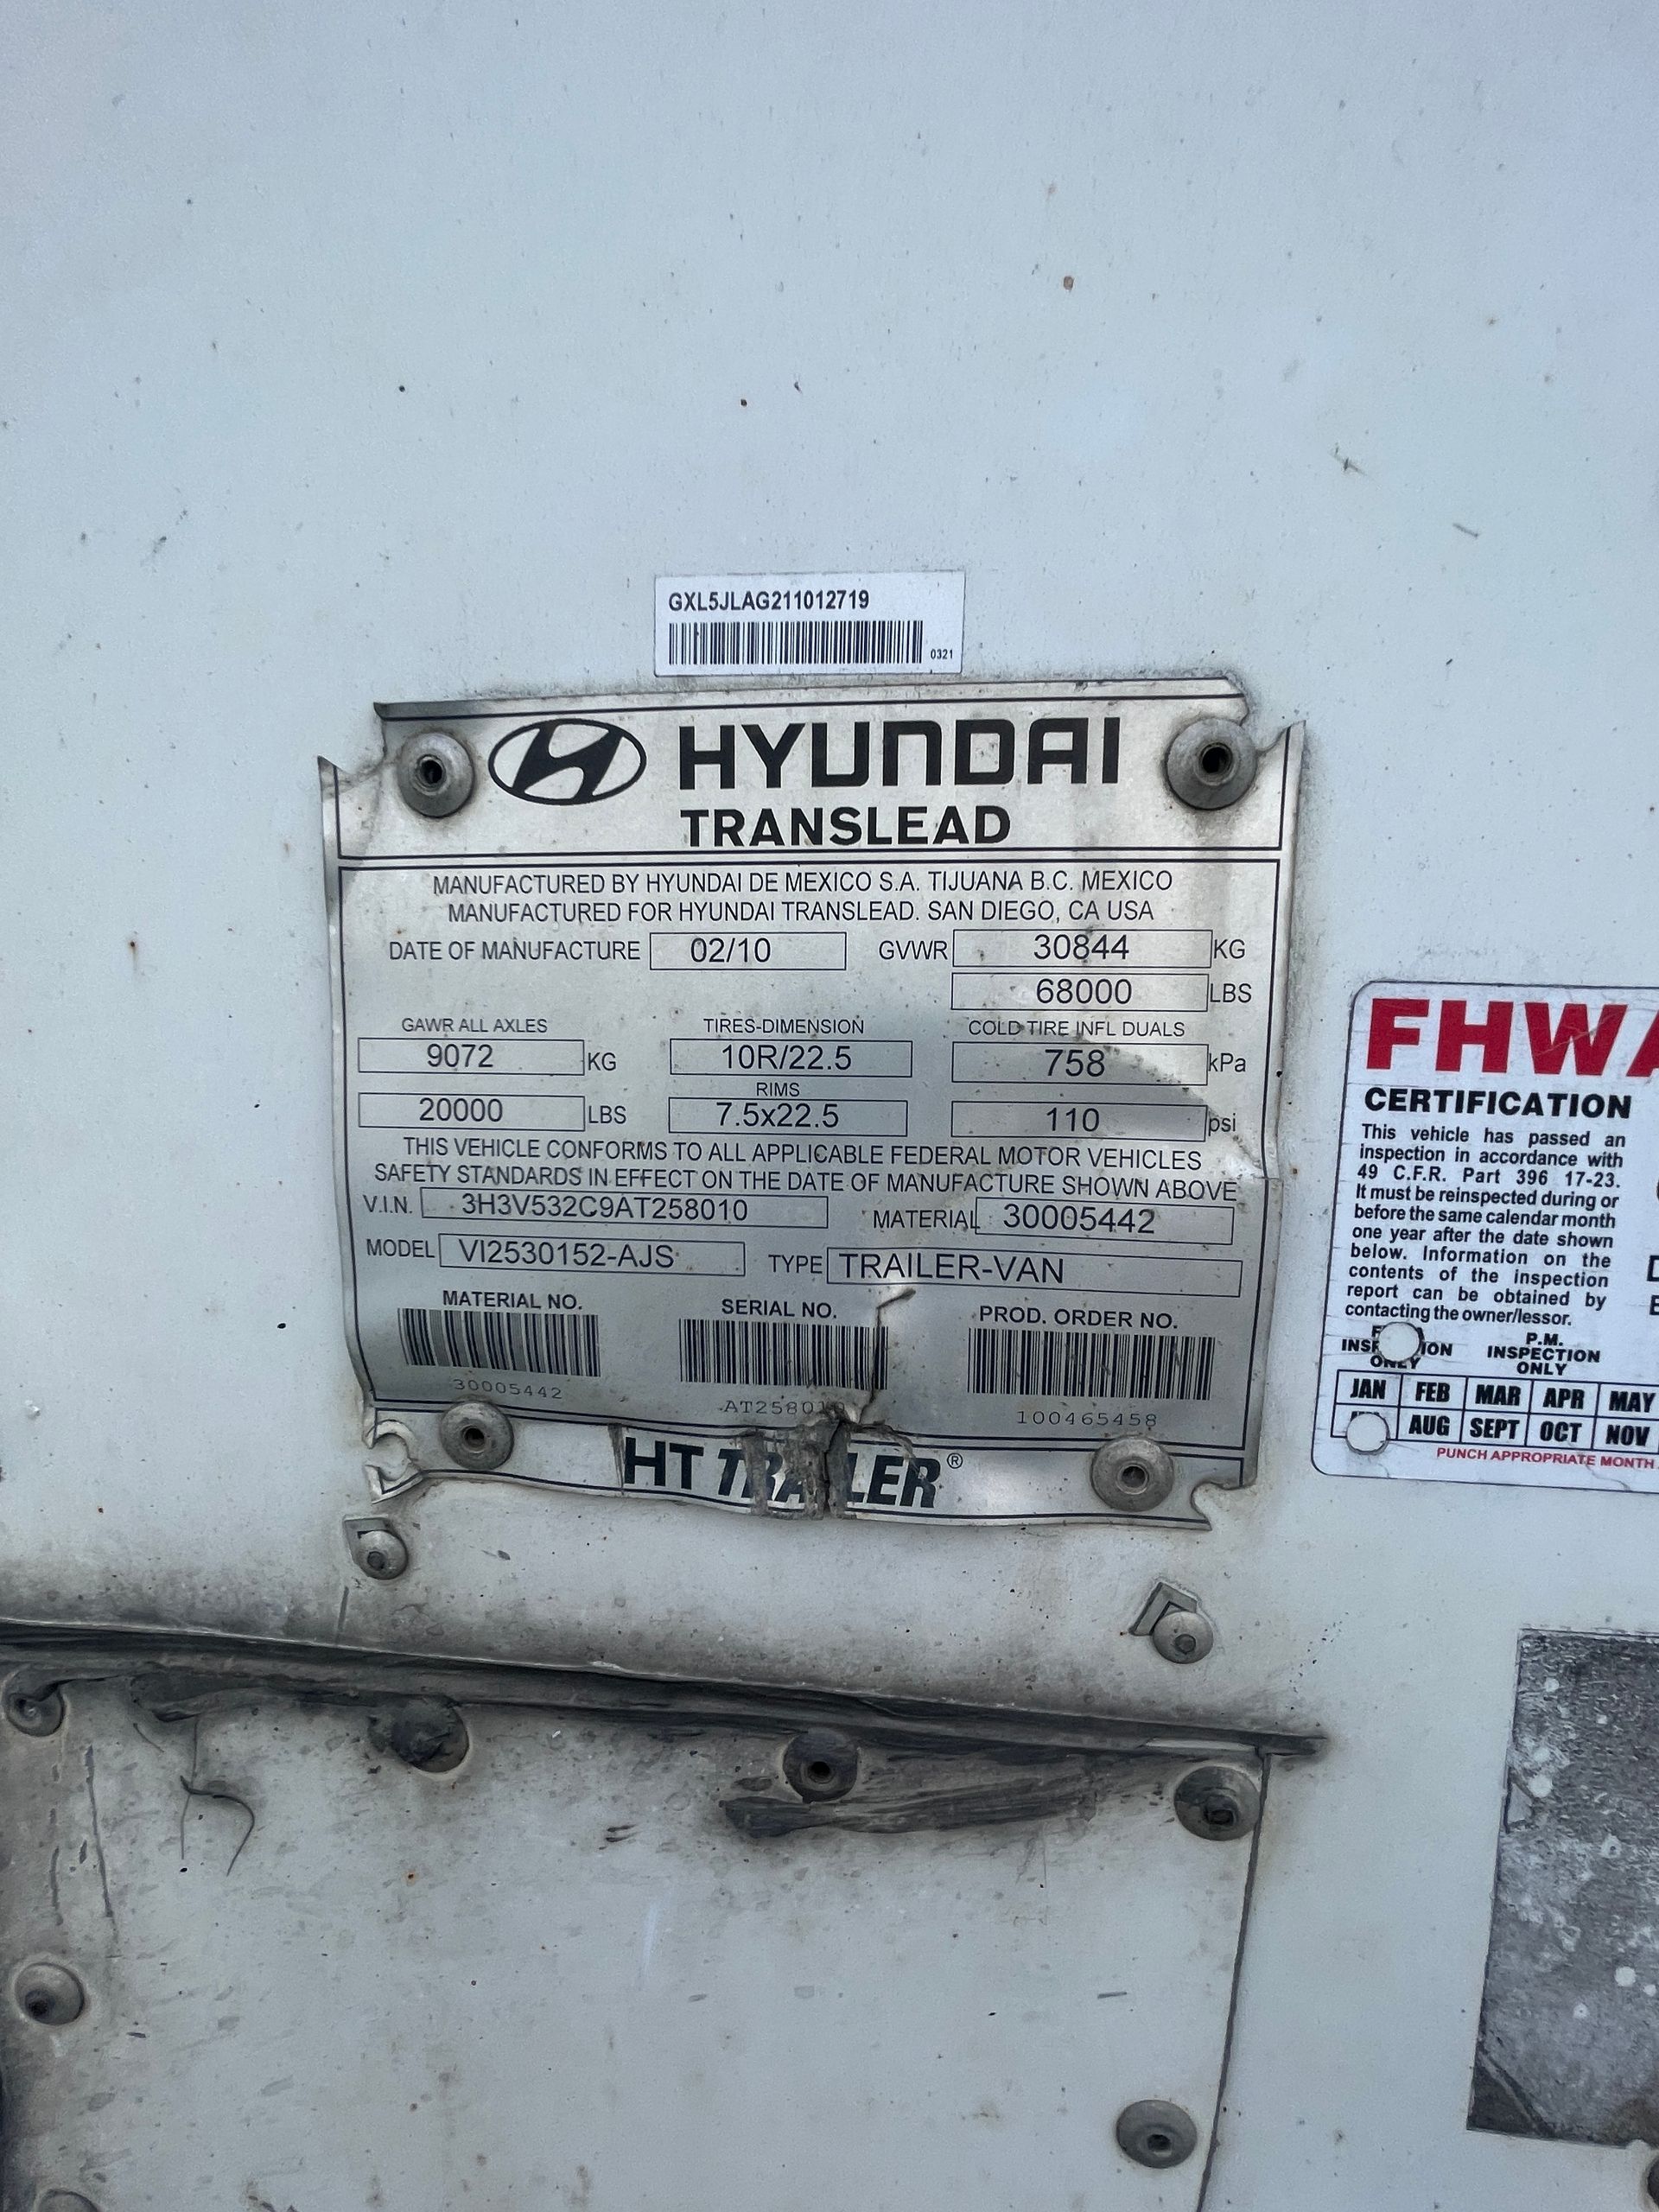 GXL5JLAG211012719
0321
HYUNDAI
TRANSLEAD
MANUFACTURED BY HYUNDAI DE MEXICO S.A. TIJUANA B.C. MEXICO
MANUFACTURED FOR HYUNDAI TRANSLEAD. SAN DIEGO, CA USA
DATE OF MANUFACTURE 02/10 GVWR 30844 KG
68000 LBS
GAWR ALL AXLES TIRES-DIMENSION COLD TIRE INFL DUALS
9072 KG 10R/22.5 758 kPa
RIMS
20000 LBS 7.5x22.5 110 psi
THIS VEHICLE CONFORMS TO ALL APPLICABLE FEDERAL MOTOR VEHICLES
SAFETY STANDARDS IN EFFECT ON THE DATE OF MANUFACTURE SHOWN ABOVE
V.I.N. 3H3V532C9AT258010 MATERIAL 30005442
MODEL VI2530152-AJS TYPE TRAILER-VAN
MATERIAL NO. SERIAL NO. PROD. ORDER NO.
30005442 AT258010 100465458
HT TRAILER®
FHWA
CERTIFICATION
This vehicle has passed an
inspection in accordance with
49 C.F.R. Part 396 17-23.
It must be reinspected during or
before the same calendar month
one year after the date shown
below. Information on the
contents of the inspection
report can be obtained by
contacting the owner/lessor.
P.M.
INSPECTION INSPECTION
ONLY ONLY
JAN FEB MAR APR MAY
AUG SEPT OCT NOV
PUNCH APPROPRIATE MONTH